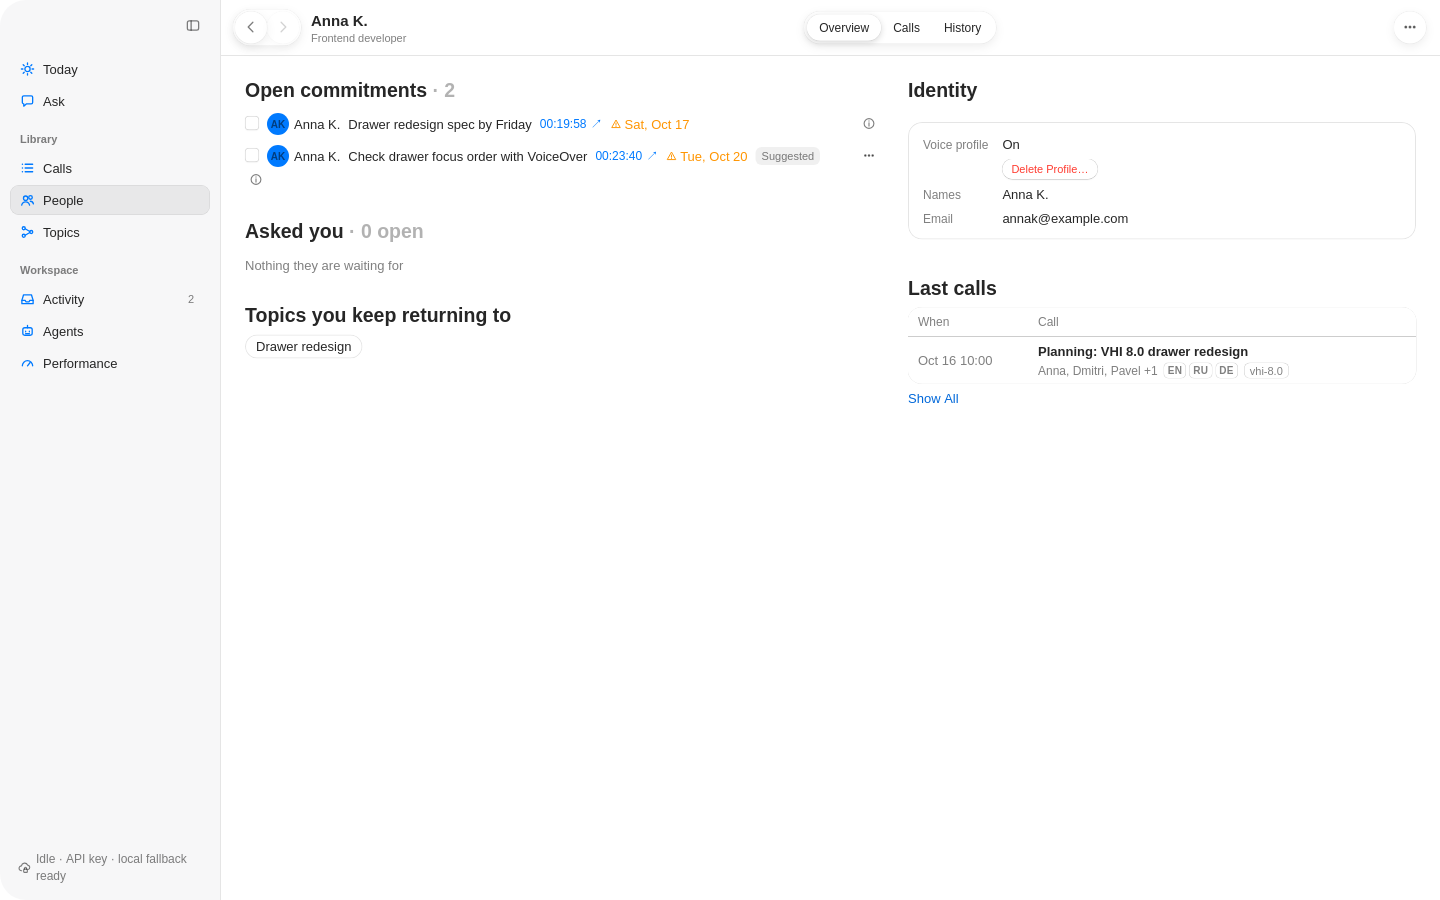 Anna K.
Frontend developer
Overview
Calls
History
Today
Ask
Library
Calls
People
Topics
Workspace
Activity 2
Agents
Performance
Idle · API key · local fallback
ready
Open commitments · 2
AK Anna K. Drawer redesign spec by Friday 00:19:58 Sat, Oct 17
AK Anna K. Check drawer focus order with VoiceOver 00:23:40 Tue, Oct 20 Suggested
Asked you · 0 open
Nothing they are waiting for
Topics you keep returning to
Drawer redesign
Identity
Voice profile On
Delete Profile…
Names Anna K.
Email annak@example.com
Last calls
When Call
Oct 16 10:00 Planning: VHI 8.0 drawer redesign
Anna, Dmitri, Pavel +1 EN RU DE vhi-8.0
Show All